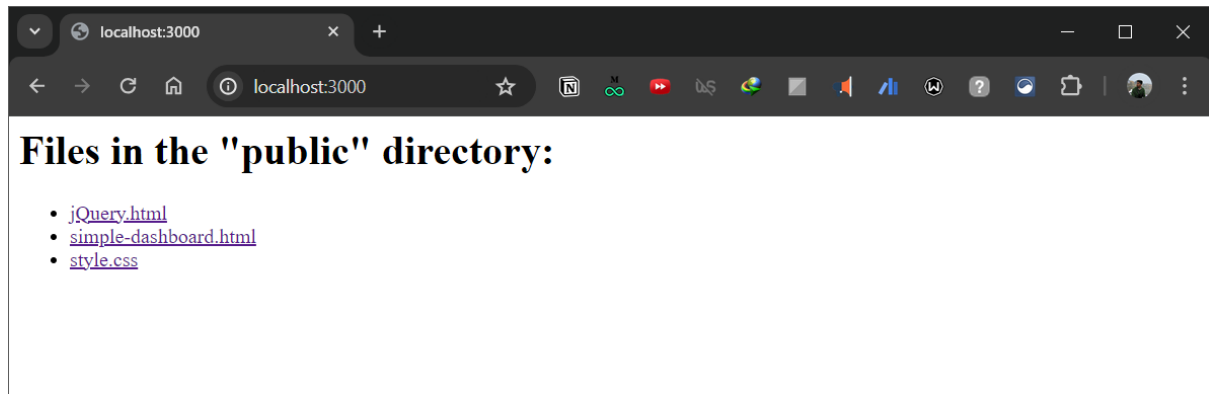 localhost:3000
localhost:3000
Files in the "public" directory:
jQuery.html
simple-dashboard.html
style.css